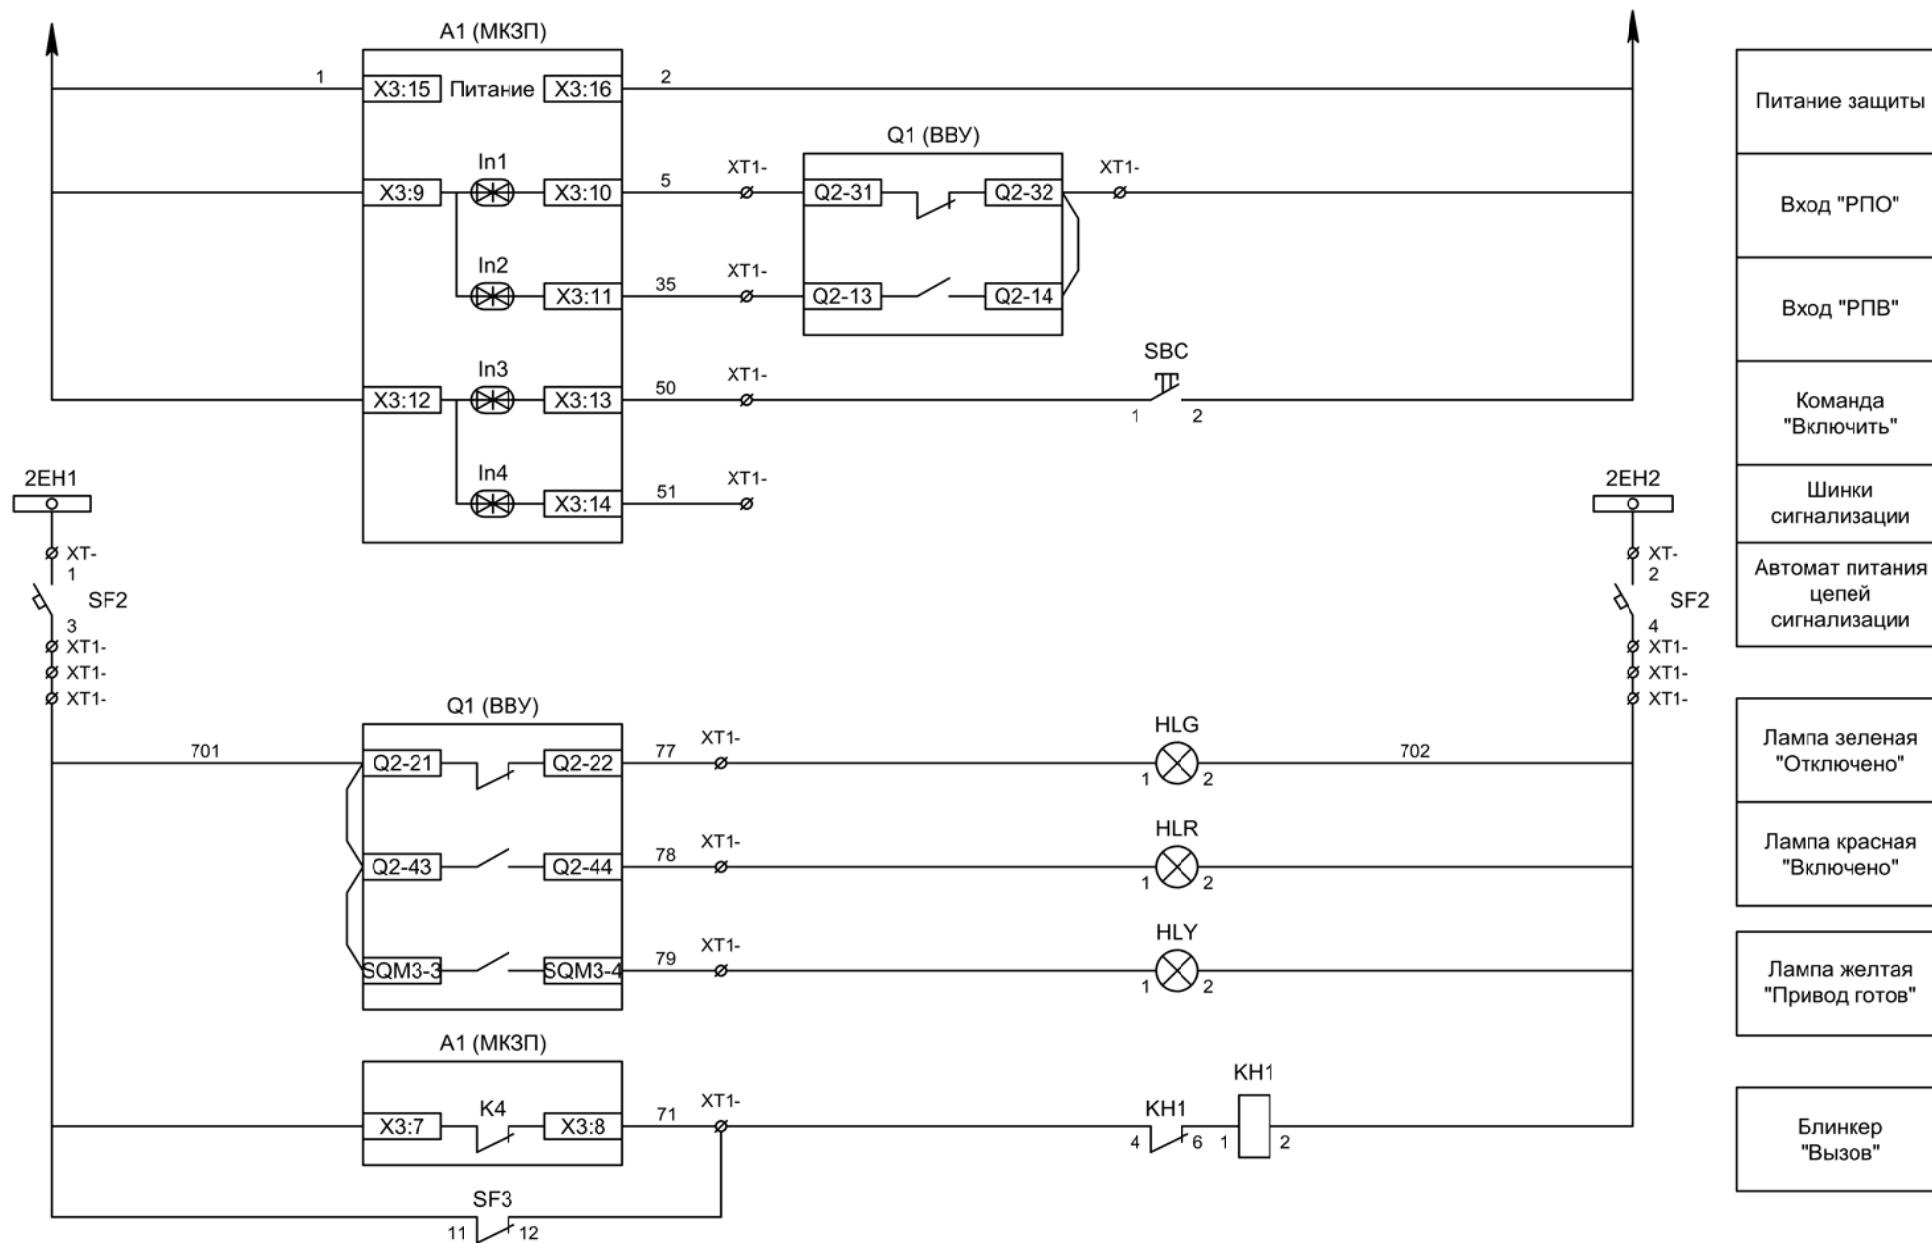 А1 (МКЗП)
1
X3:15
Питание
X3:16
2
Питание защиты
Q1 (ВВУ)
In1
XT1-
XT1-
X3:9
X3:10
5
Q2-31
Q2-32
Вход "РПО"
In2
XT1-
X3:11
35
Q2-13
Q2-14
Вход "РПВ"
SBC
In3
XT1-
X3:12
X3:13
50
1
2
Команда
"Включить"
In4
XT1-
2EH1
X3:14
51
2EH2
Шинки
сигнализации
XT-
1
SF2
3
XT1-
XT1-
XT1-
XT-
2
SF2
4
XT1-
XT1-
XT1-
Автомат питания
цепей
сигнализации
Q1 (ВВУ)
HLG
XT1-
701
Q2-21
Q2-22
77
1
2
702
Лампа зеленая
"Отключено"
HLR
XT1-
Q2-43
Q2-44
78
1
2
Лампа красная
"Включено"
HLY
XT1-
SQM3-3
SQM3-4
79
1
2
Лампа желтая
"Привод готов"
А1 (МКЗП)
KH1
XT1-
X3:7
K4
X3:8
71
KH1
4
6
1
2
Блинкер
"Вызов"
SF3
11
12